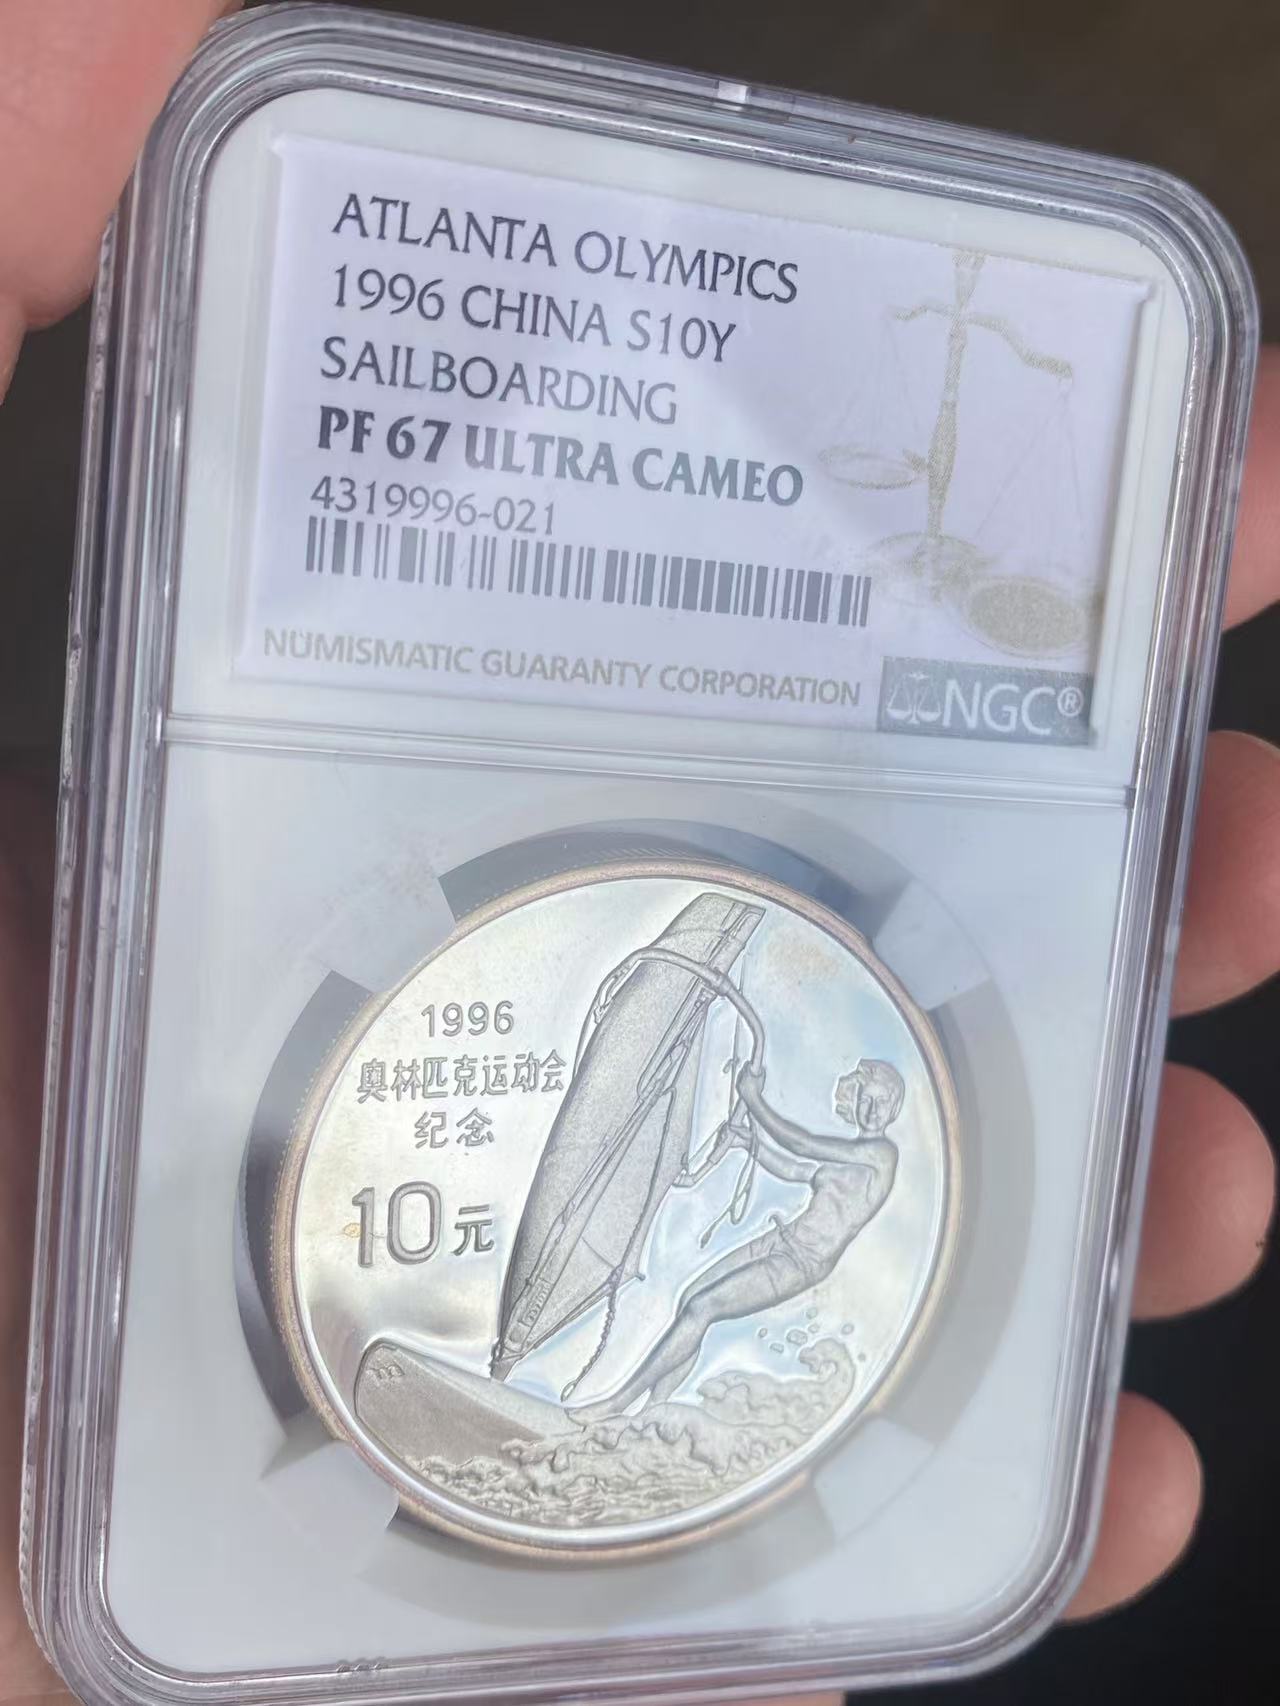 ATLANTA OLYMPICS
1996 CHINA S10Y
SAILBOARDING
PF 67 ULTRA CAMEO
4319996-021
NUMISMATIC GUARANTY CORPORATION
NGC®
1996
奥林匹克运动会
纪念
10元